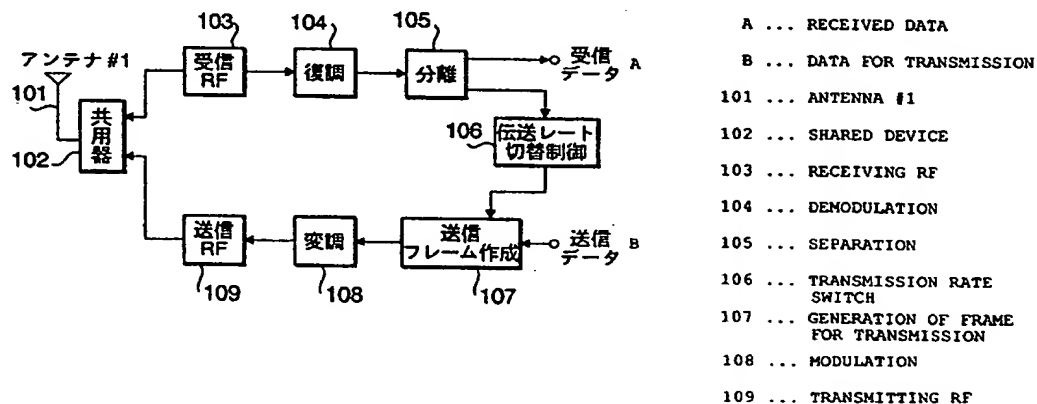 103
104
105
アンテナ #1
受信
RF
復調
分離
受信
データ
A
101
共
用
器
102
106
伝送レート
切替制御
送信
RF
変調
送信
フレーム作成
送信
データ
B
109
108
107
A ... RECEIVED DATA
B ... DATA FOR TRANSMISSION
101 ... ANTENNA #1
102 ... SHARED DEVICE
103 ... RECEIVING RF
104 ... DEMODULATION
105 ... SEPARATION
106 ... TRANSMISSION RATE
SWITCH
107 ... GENERATION OF FRAME
FOR TRANSMISSION
108 ... MODULATION
109 ... TRANSMITTING RF